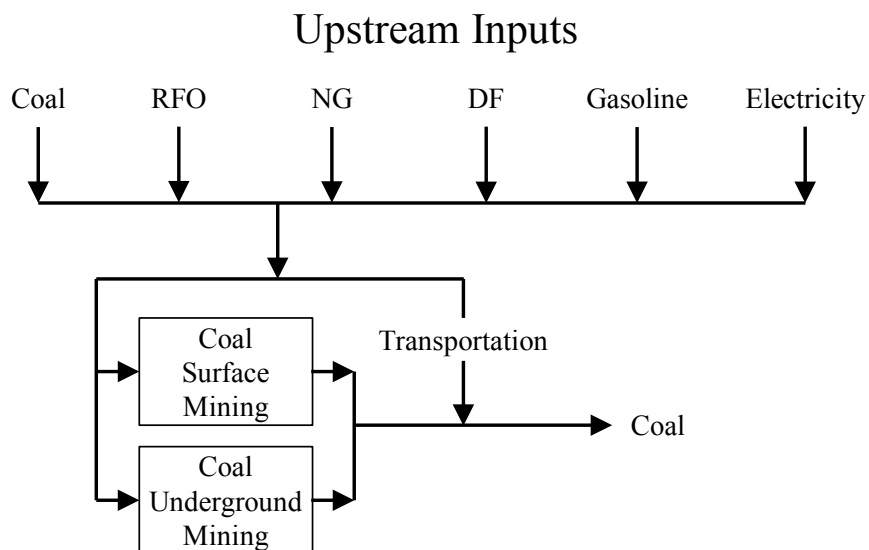 Upstream Inputs
Coal RFO NG DF Gasoline Electricity
Coal
Surface
Mining
Transportation
Coal
Coal
Underground
Mining